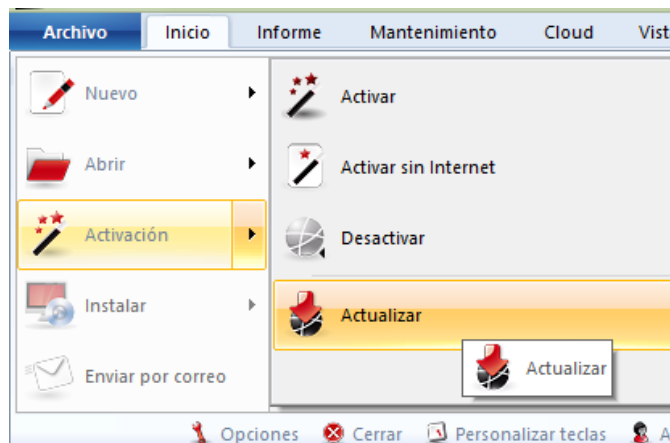 Archivo Inicio Informe Mantenimiento Cloud
Nuevo
Activar
Abrir
Activar sin Internet
Activación
Desactivar
Instalar
Actualizar
Actualizar
Enviar por correo
Opciones Cerrar Personalizar teclas